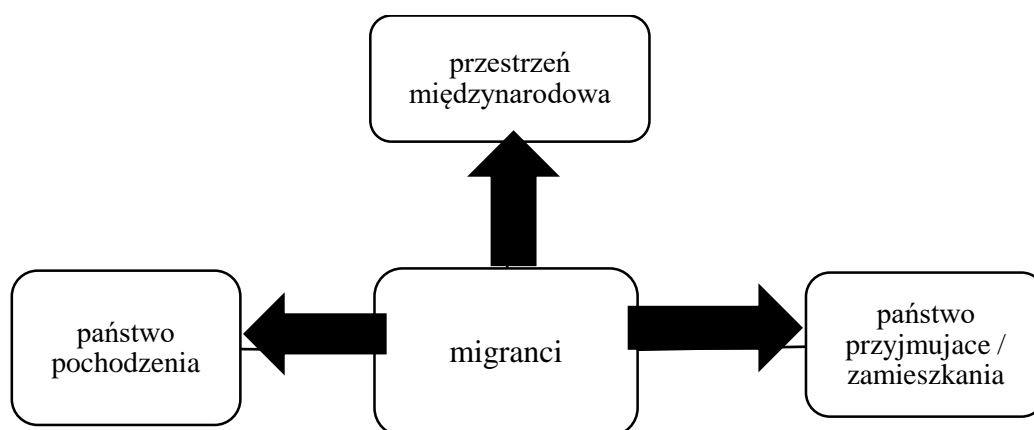 przestrzeń
międzynarodowa
państwo
pochodzenia
migranci
państwo
przyjmujace /
zamieszkania